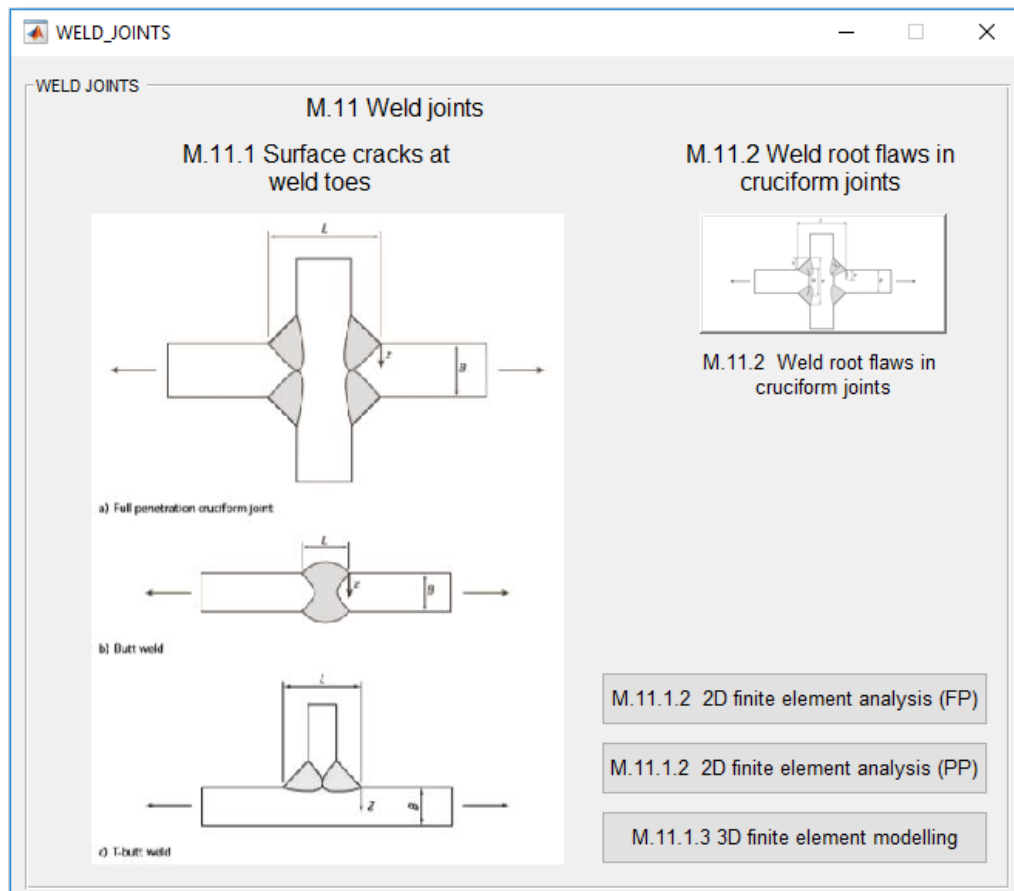 WELD_JOINTS
WELD JOINTS
M.11 Weld joints
M.11.1 Surface cracks at
weld toes
M.11.2 Weld root flaws in
cruciform joints
L
z
B
a) Full penetration cruciform joint
L
z
B
b) Butt weld
L
Z
B
c) T-butt weld
M.11.2 Weld root flaws in
cruciform joints
M.11.1.2 2D finite element analysis (FP)
M.11.1.2 2D finite element analysis (PP)
M.11.1.3 3D finite element modelling